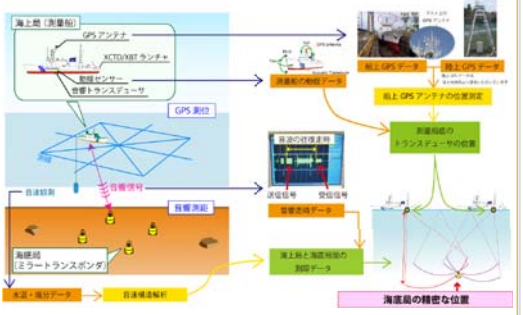 海上局(測量船)
GPSアンテナ
XCTD/XBTランチャ
動揺センサー
音響トランスデューサ
GPS測位
音響信号
音速観測
音響測距
海底局
(ミラートランスポンダ)
水温・塩分データ
音速構造解析
測量船の動揺データ
音波の往復走時
送信信号
受信信号
音響走時データ
海上局と海底局間の
測距データ
GPSアンテナ
船上GPSデータ
陸上GPSデータ
船上GPSアンテナの位置測定
測量船底の
トランスデューサの位置
海底局の精密な位置